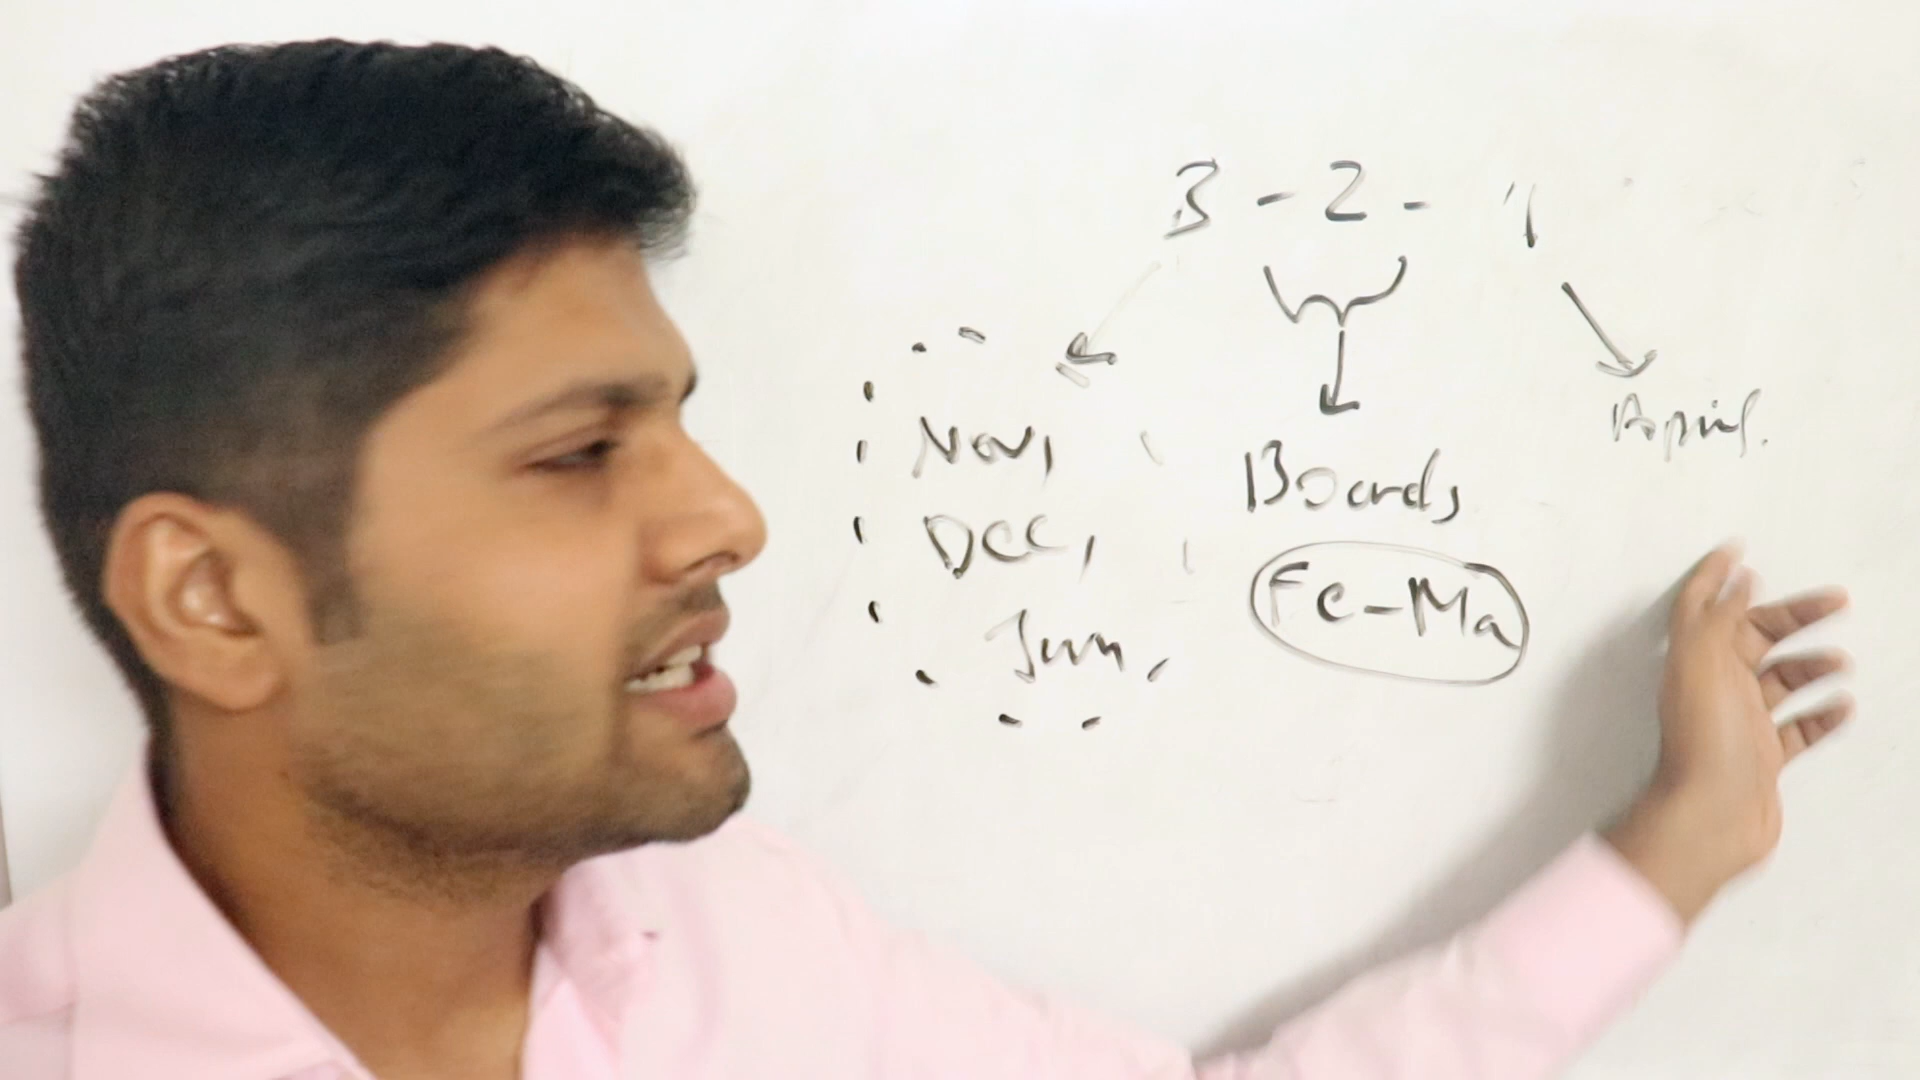 3 - 2 - 1
Nov,
Dec,
Jan,
Boards
Fe-Ma
April.